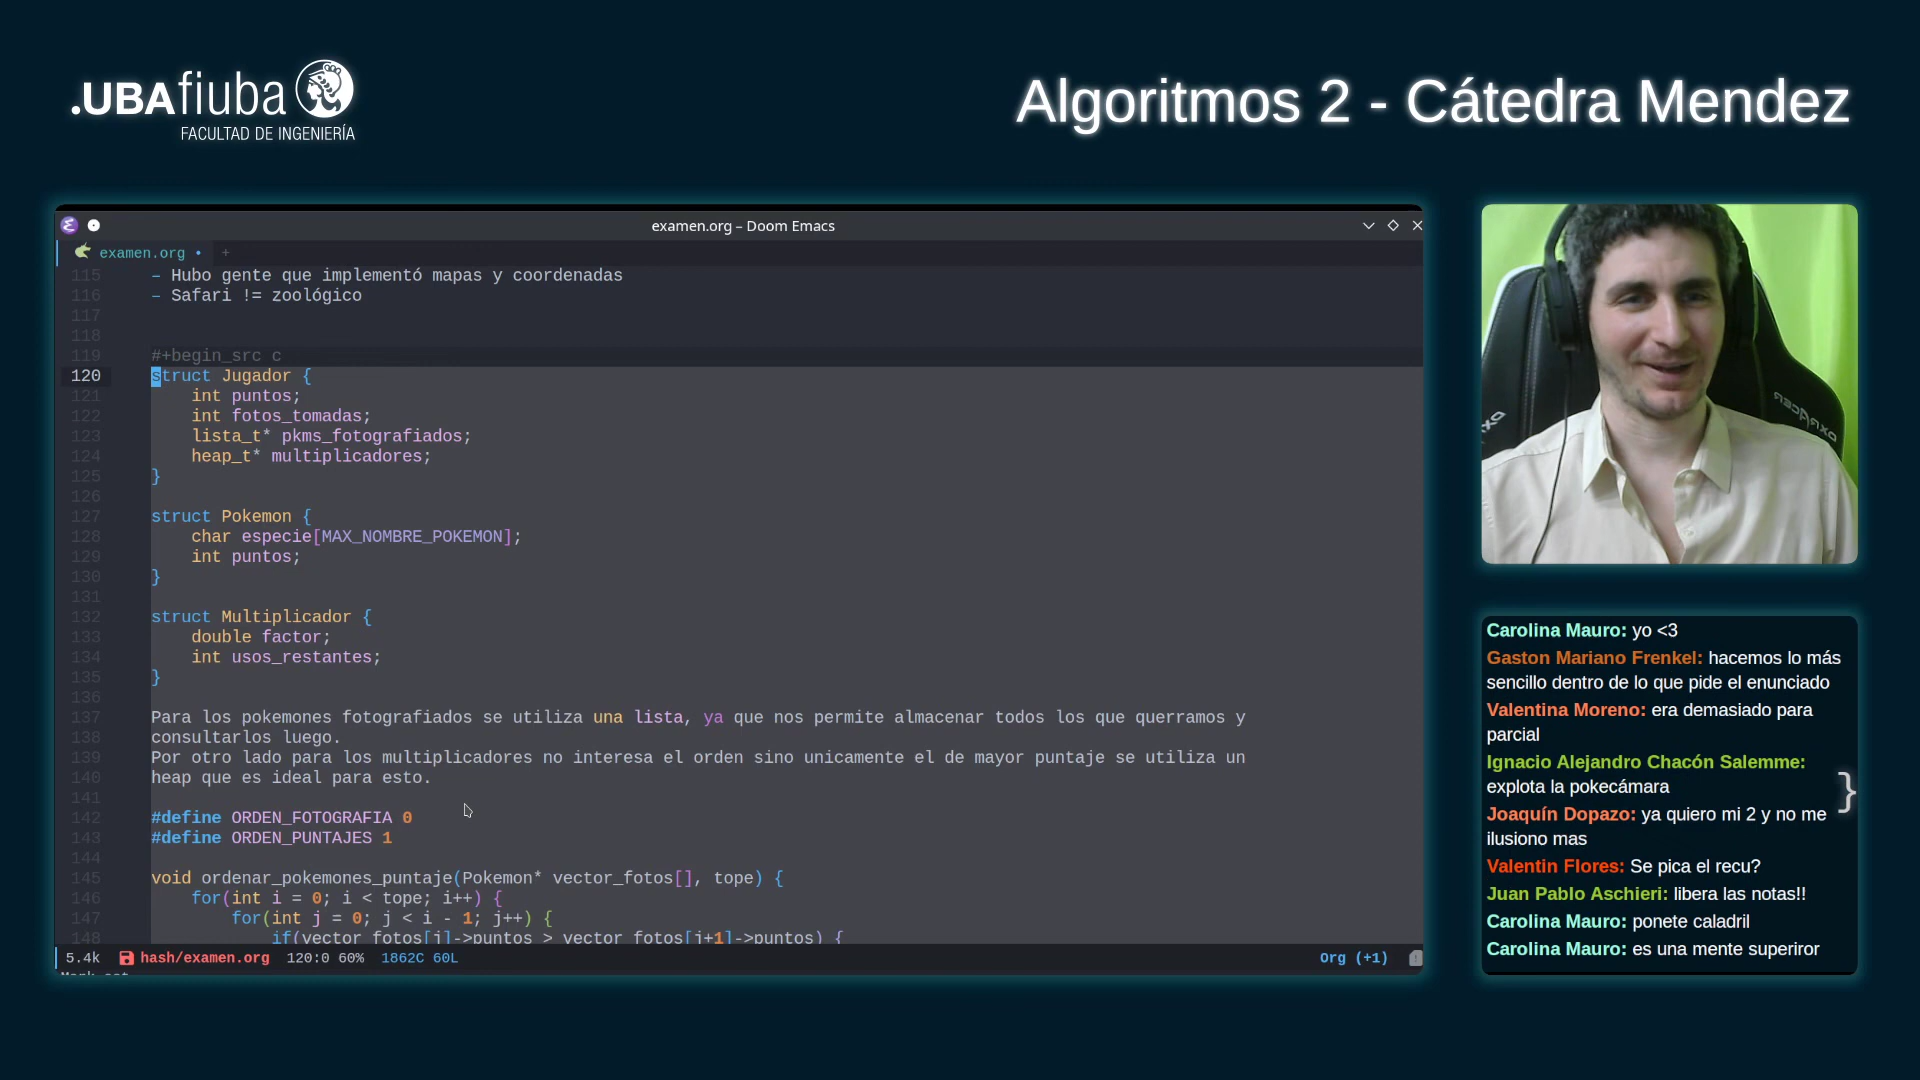 .UBAfiuba
FACULTAD DE INGENIERÍA
Algoritmos 2 - Cátedra Mendez
examen.org – Doom Emacs
examen.org • +
115 – Hubo gente que implementó mapas y coordenadas
116 – Safari != zoológico
117
118
119 #+begin_src c
120 struct Jugador {
121 int puntos;
122 int fotos_tomadas;
123 lista_t* pkms_fotografiados;
124 heap_t* multiplicadores;
125 }
126
127 struct Pokemon {
128 char especie[MAX_NOMBRE_POKEMON];
129 int puntos;
130 }
131
132 struct Multiplicador {
133 double factor;
134 int usos_restantes;
135 }
136
137 Para los pokemones fotografiados se utiliza una lista, ya que nos permite almacenar todos los que querramos y
138 consultarlos luego.
139 Por otro lado para los multiplicadores no interesa el orden sino unicamente el de mayor puntaje se utiliza un
140 heap que es ideal para esto.
141
142 #define ORDEN_FOTOGRAFIA 0
143 #define ORDEN_PUNTAJES 1
144
145 void ordenar_pokemones_puntaje(Pokemon* vector_fotos[], tope) {
146 for(int i = 0; i < tope; i++) {
147 for(int j = 0; j < i - 1; j++) {
148 if(vector_fotos[j]->puntos > vector_fotos[j+1]->puntos) {
5.4k hash/examen.org 120:0 60% 1862C 60L Org (+1)
Mark set
DXRACER
Carolina Mauro: yo <3
Gaston Mariano Frenkel: hacemos lo más
sencillo dentro de lo que pide el enunciado
Valentina Moreno: era demasiado para
parcial
Ignacio Alejandro Chacón Salemme:
explota la pokecámara
}
Joaquín Dopazo: ya quiero mi 2 y no me
ilusiono mas
Valentin Flores: Se pica el recu?
Juan Pablo Aschieri: libera las notas!!
Carolina Mauro: ponete caladril
Carolina Mauro: es una mente superiror